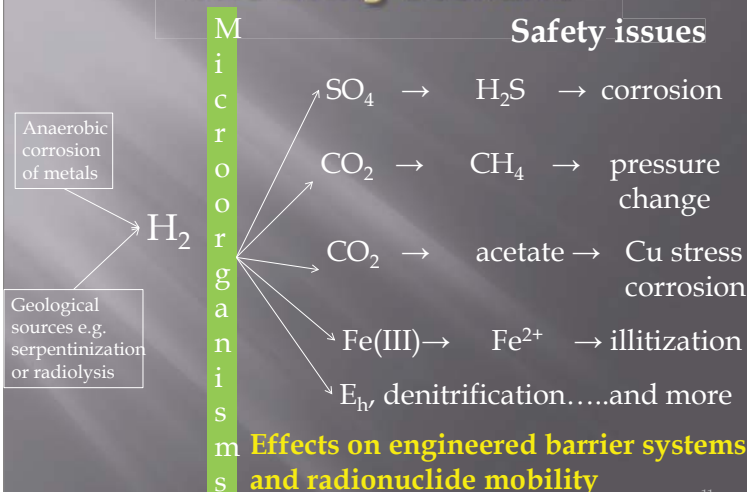 Safety issues
Microorganisms
SO₄ → H₂S → corrosion
Anaerobic
corrosion
of metals
CO₂ → CH₄ → pressure
change
H₂
CO₂ → acetate → Cu stress
corrosion
Geological
sources e.g.
serpentinization
or radiolysis
Fe(III) → Fe²⁺ → illitization
Eₕ, denitrification…..and more
Effects on engineered barrier systems
and radionuclide mobility